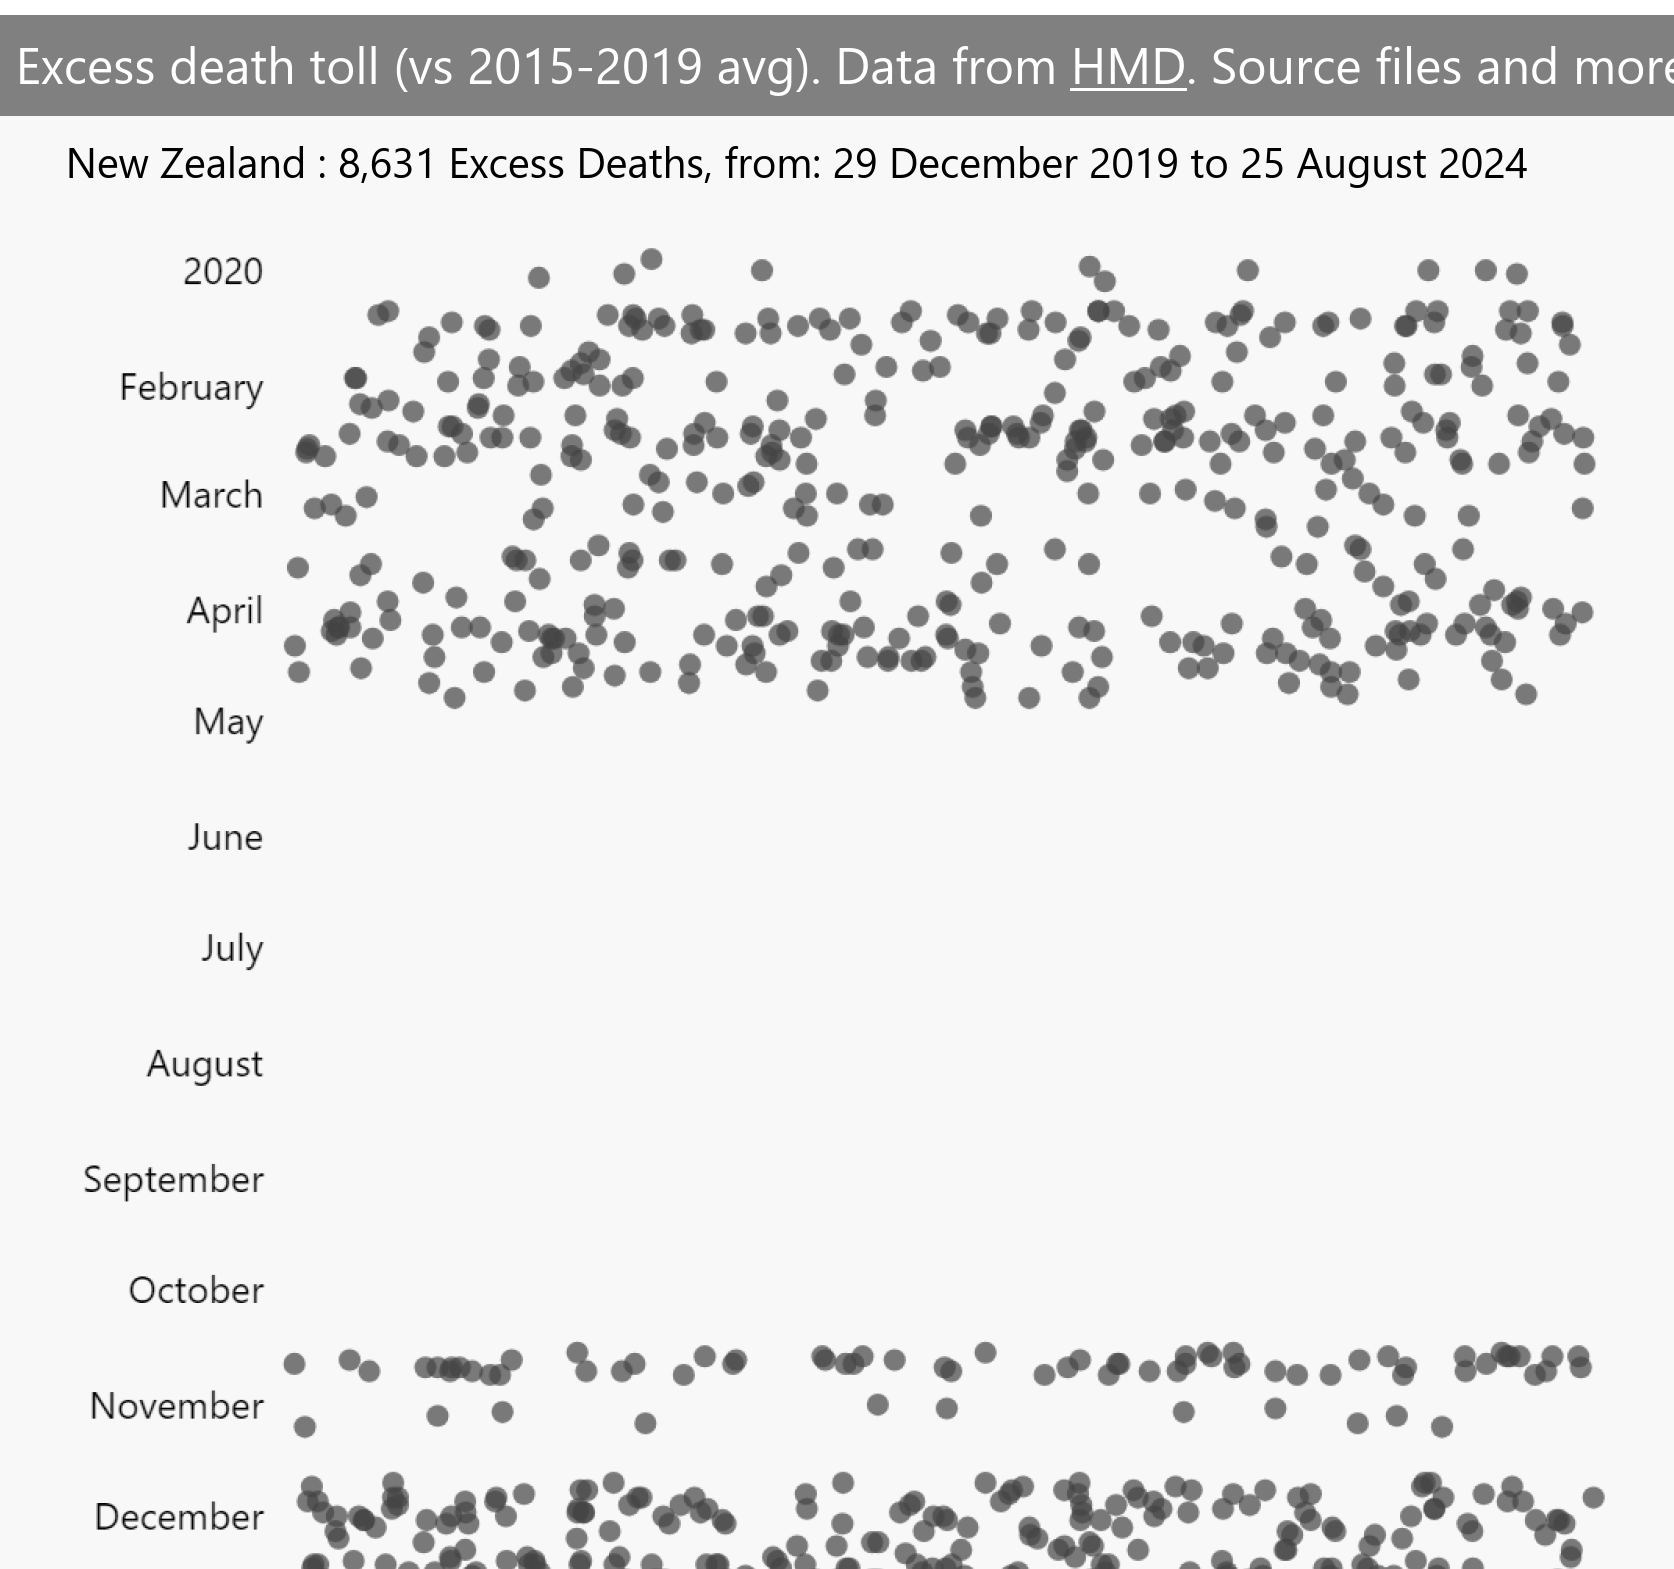 Excess death toll (vs 2015-2019 avg). Data from HMD. Source files and more
New Zealand : 8,631 Excess Deaths, from: 29 December 2019 to 25 August 2024
2020
February
March
April
May
June
July
August
September
October
November
December